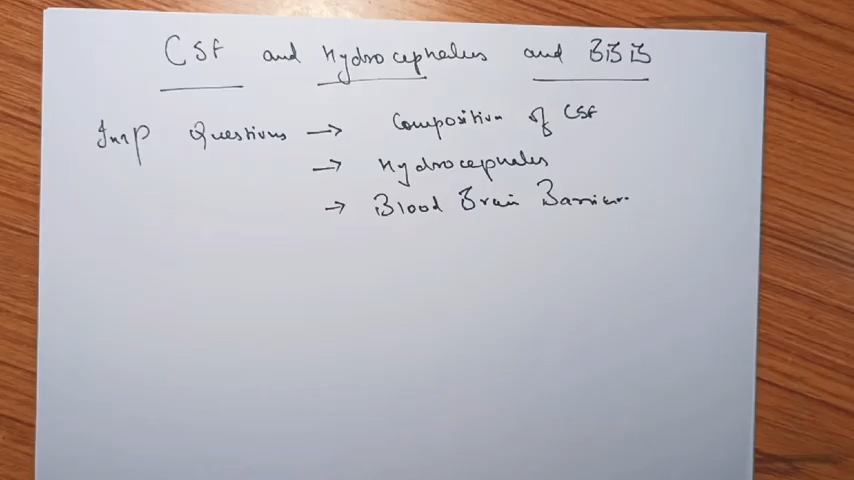 CSF and Hydrocephalus and BBB
Imp Questions → Composition of CSF
→ Hydrocephalus
→ Blood Brain Barrier.